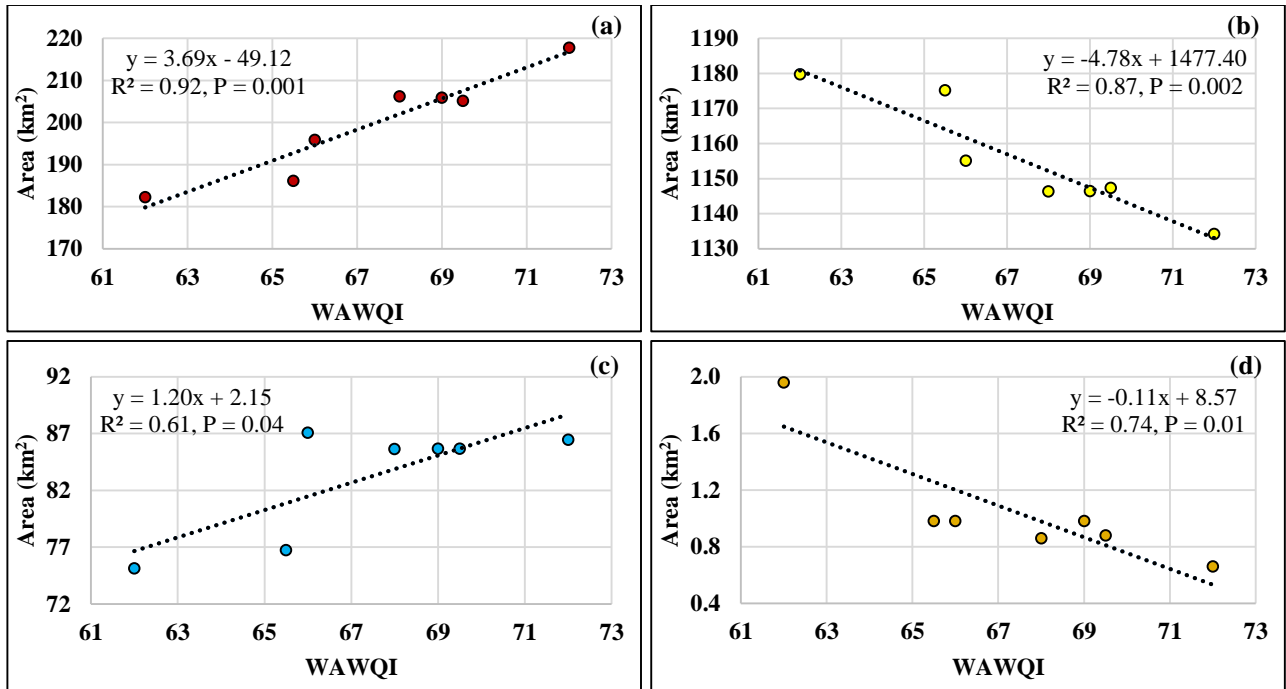 (a)
y = 3.69x - 49.12
R² = 0.92, P = 0.001
220
210
200
190
180
170
Area (km²)
61 63 65 67 69 71 73
WAWQI
(b)
y = -4.78x + 1477.40
R² = 0.87, P = 0.002
1190
1180
1170
1160
1150
1140
1130
Area (km²)
61 63 65 67 69 71 73
WAWQI
(c)
y = 1.20x + 2.15
R² = 0.61, P = 0.04
92
87
82
77
72
Area (km²)
61 63 65 67 69 71 73
WAWQI
(d)
y = -0.11x + 8.57
R² = 0.74, P = 0.01
2.0
1.6
1.2
0.8
0.4
Area (km²)
61 63 65 67 69 71 73
WAWQI